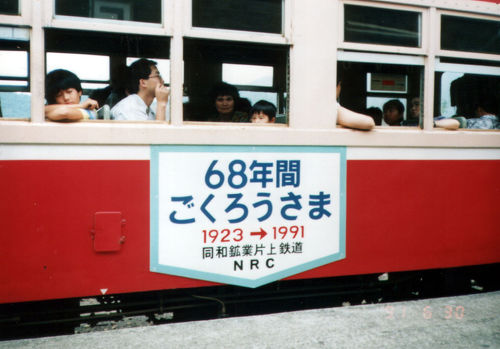 68年間
ごくろうさま
1923→1991
同和鉱業片上鉄道
NRC